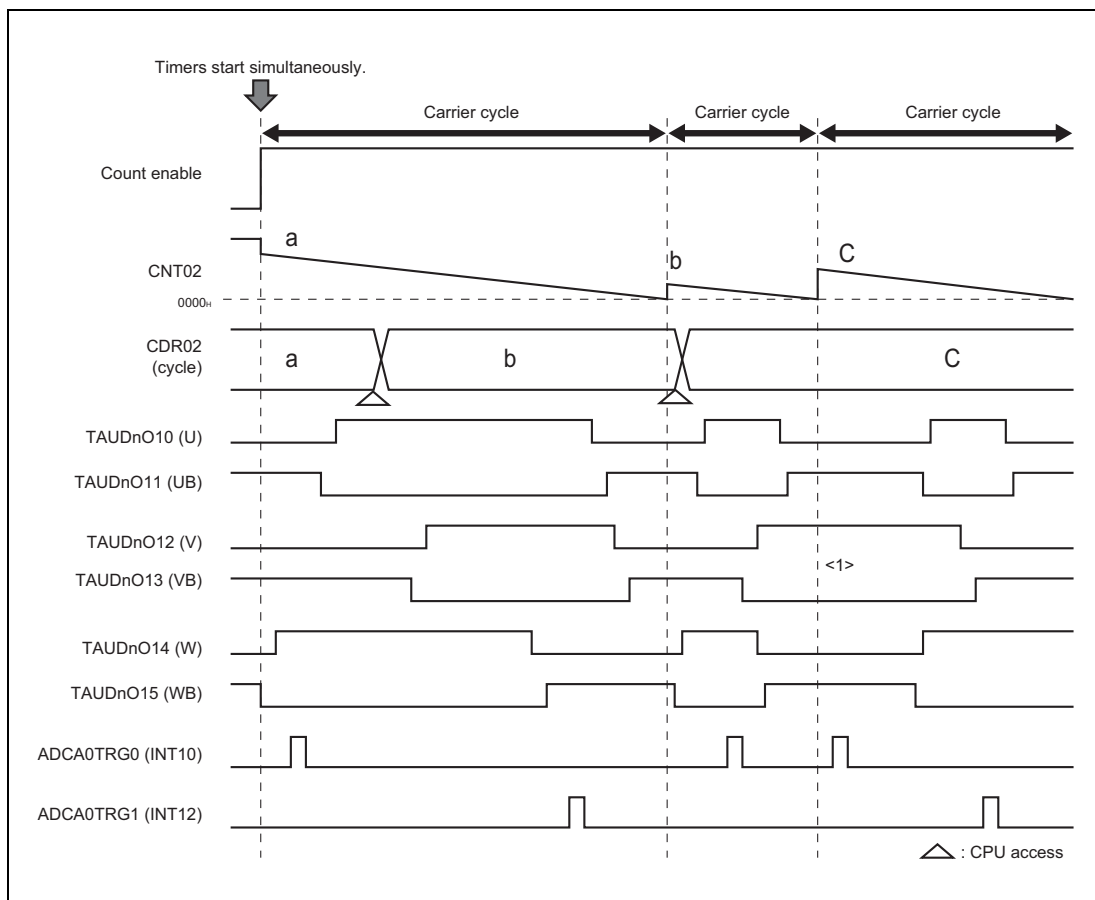 Timers start simultaneously.
Carrier cycle
Carrier cycle
Carrier cycle
Count enable
a
b
C
CNT02
0000H
CDR02
(cycle)
a
b
C
TAUDnO10 (U)
TAUDnO11 (UB)
TAUDnO12 (V)
<1>
TAUDnO13 (VB)
TAUDnO14 (W)
TAUDnO15 (WB)
ADCA0TRG0 (INT10)
ADCA0TRG1 (INT12)
: CPU access